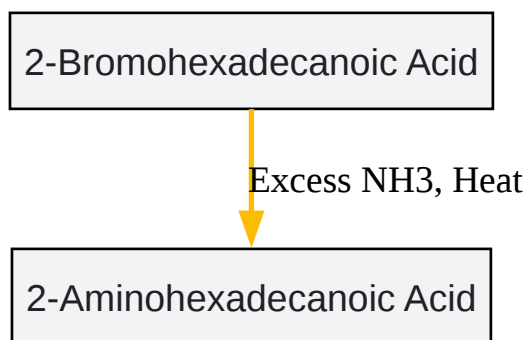 2-Bromohexadecanoic Acid
Excess NH3, Heat
2-Aminohexadecanoic Acid